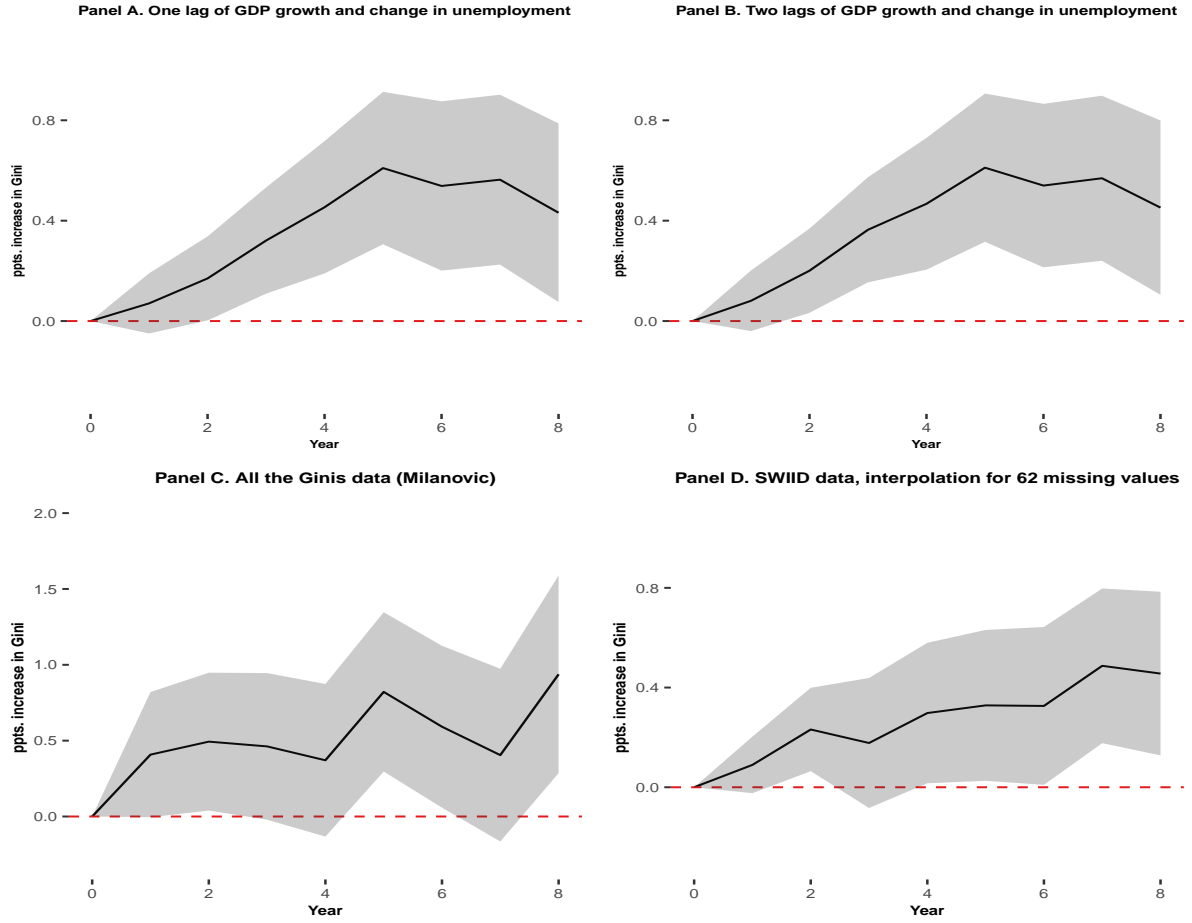 Panel A. One lag of GDP growth and change in unemployment
ppts. increase in Gini
0.8
0.4
0.0
0 2 4 6 8
Year
Panel B. Two lags of GDP growth and change in unemployment
ppts. increase in Gini
0.8
0.4
0.0
0 2 4 6 8
Year
Panel C. All the Ginis data (Milanovic)
ppts. increase in Gini
2.0
1.5
1.0
0.5
0.0
0 2 4 6 8
Year
Panel D. SWIID data, interpolation for 62 missing values
ppts. increase in Gini
0.8
0.4
0.0
0 2 4 6 8
Year